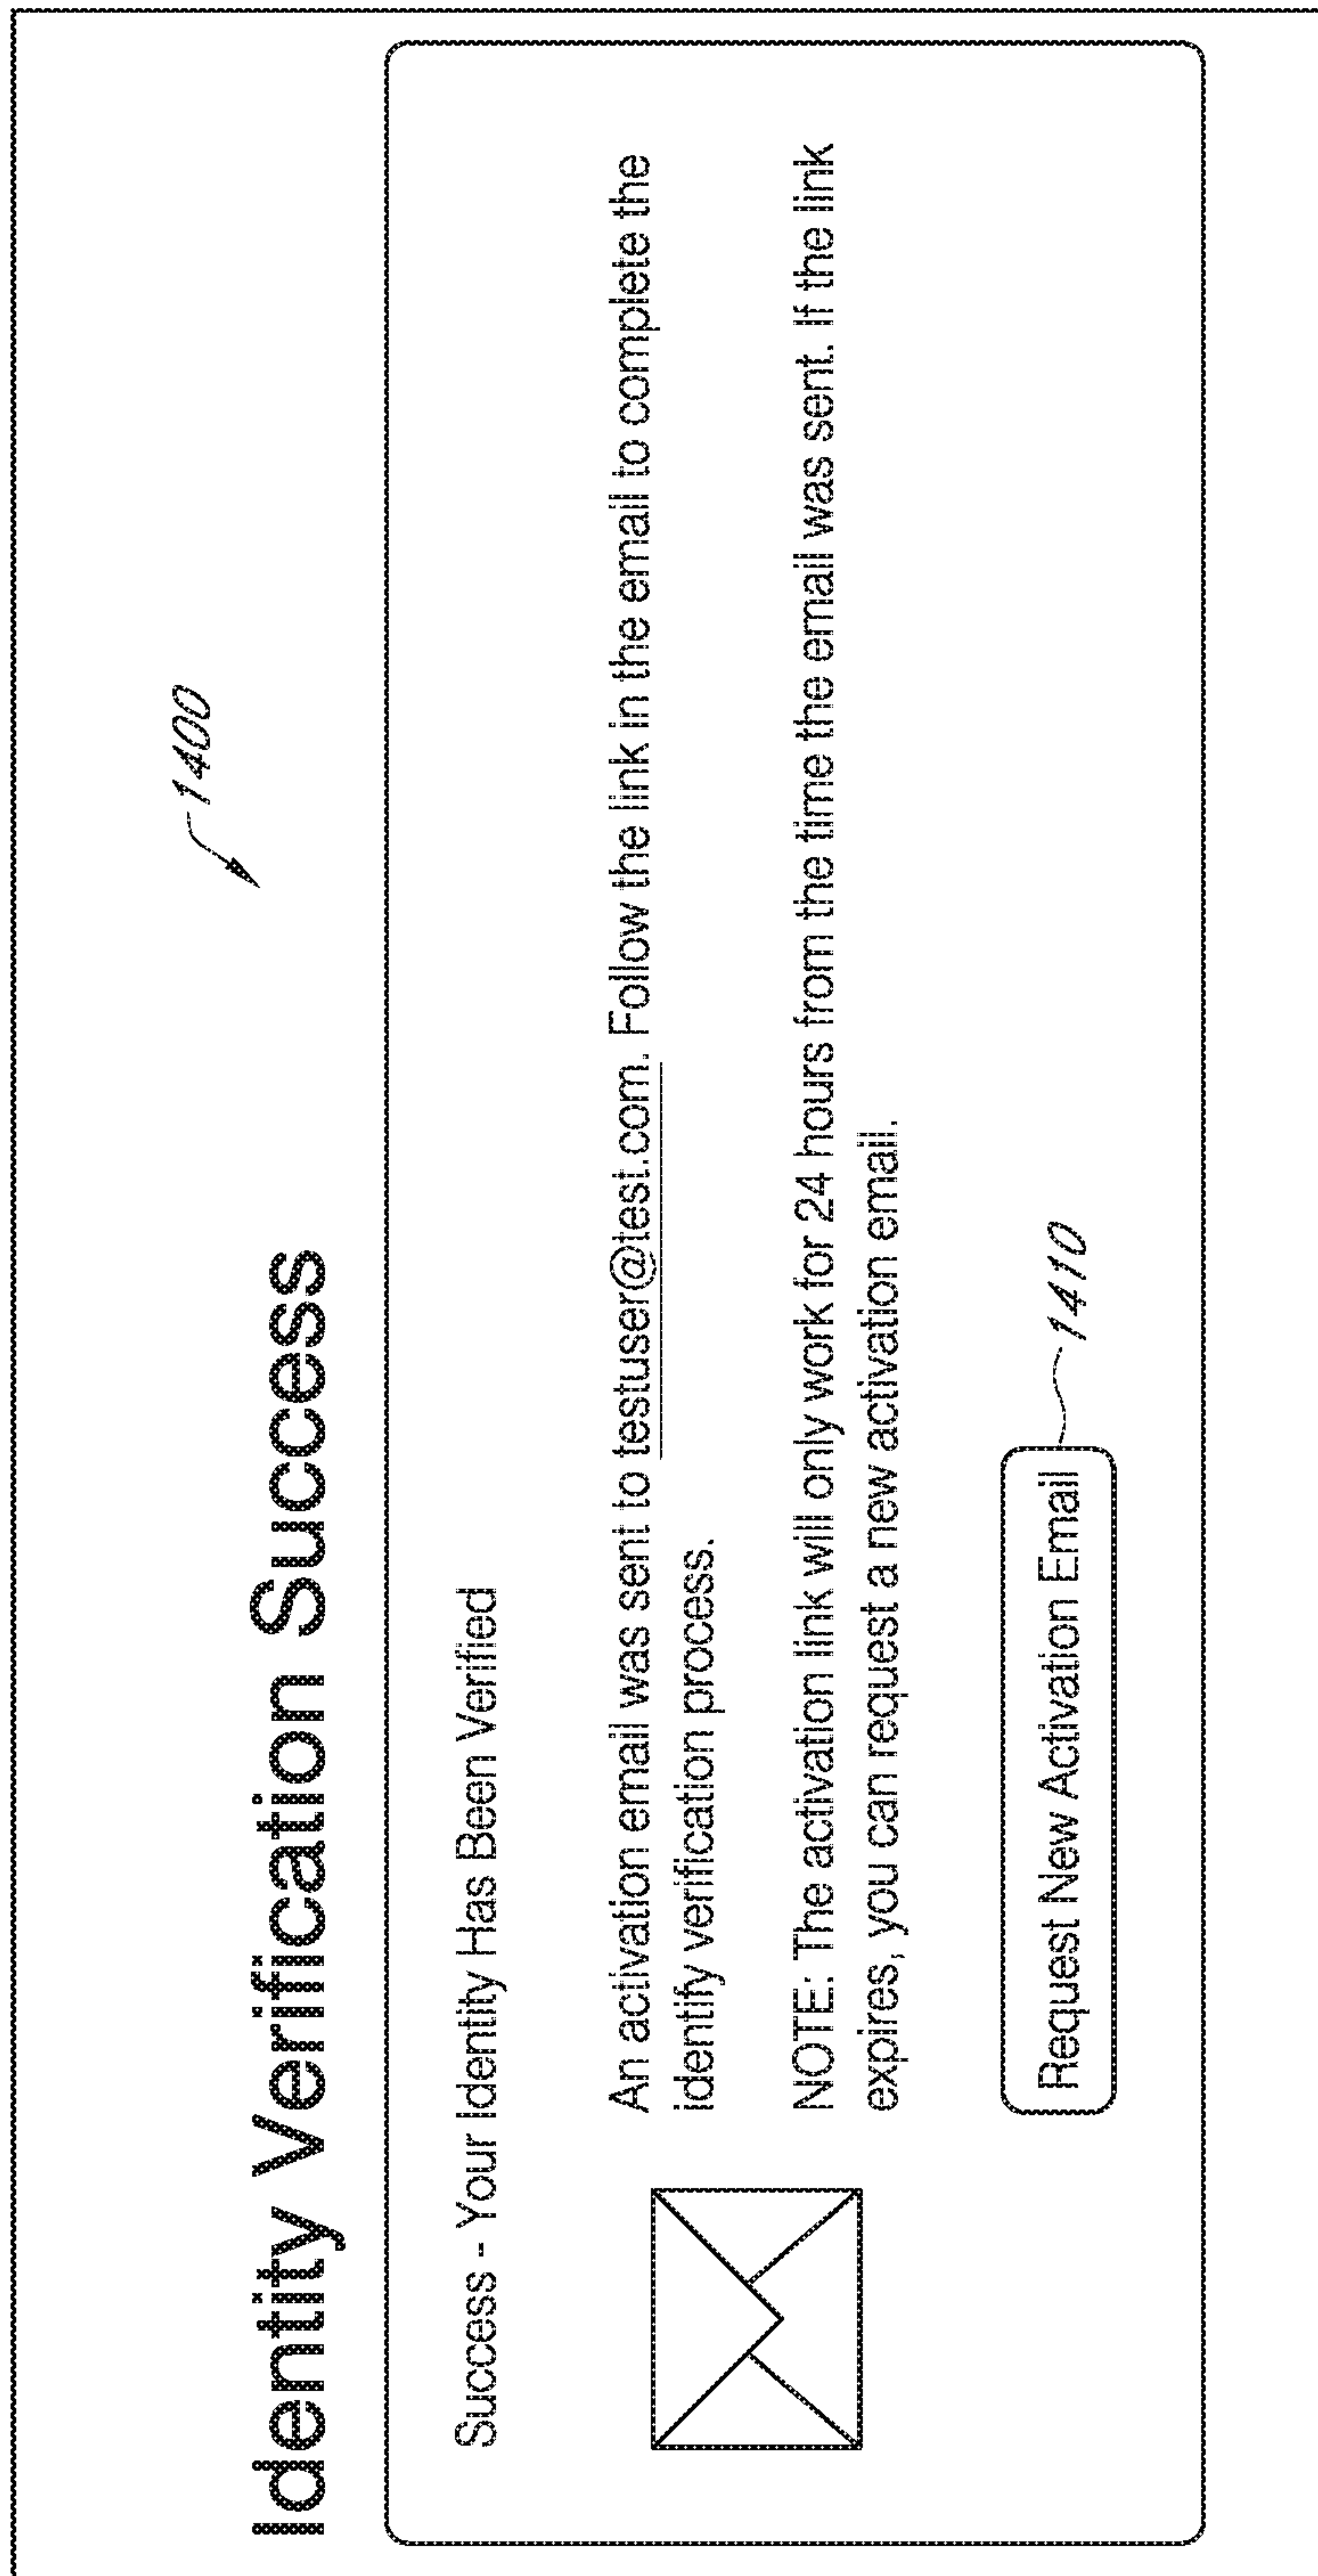 1400
Identity Verification Success
Success - Your Identity Has Been Verified
An activation email was sent to testuser@test.com. Follow the link in the email to complete the
identify verification process.
NOTE: The activation link will only work for 24 hours from the time the email was sent. If the link
expires, you can request a new activation email.
Request New Activation Email
1410